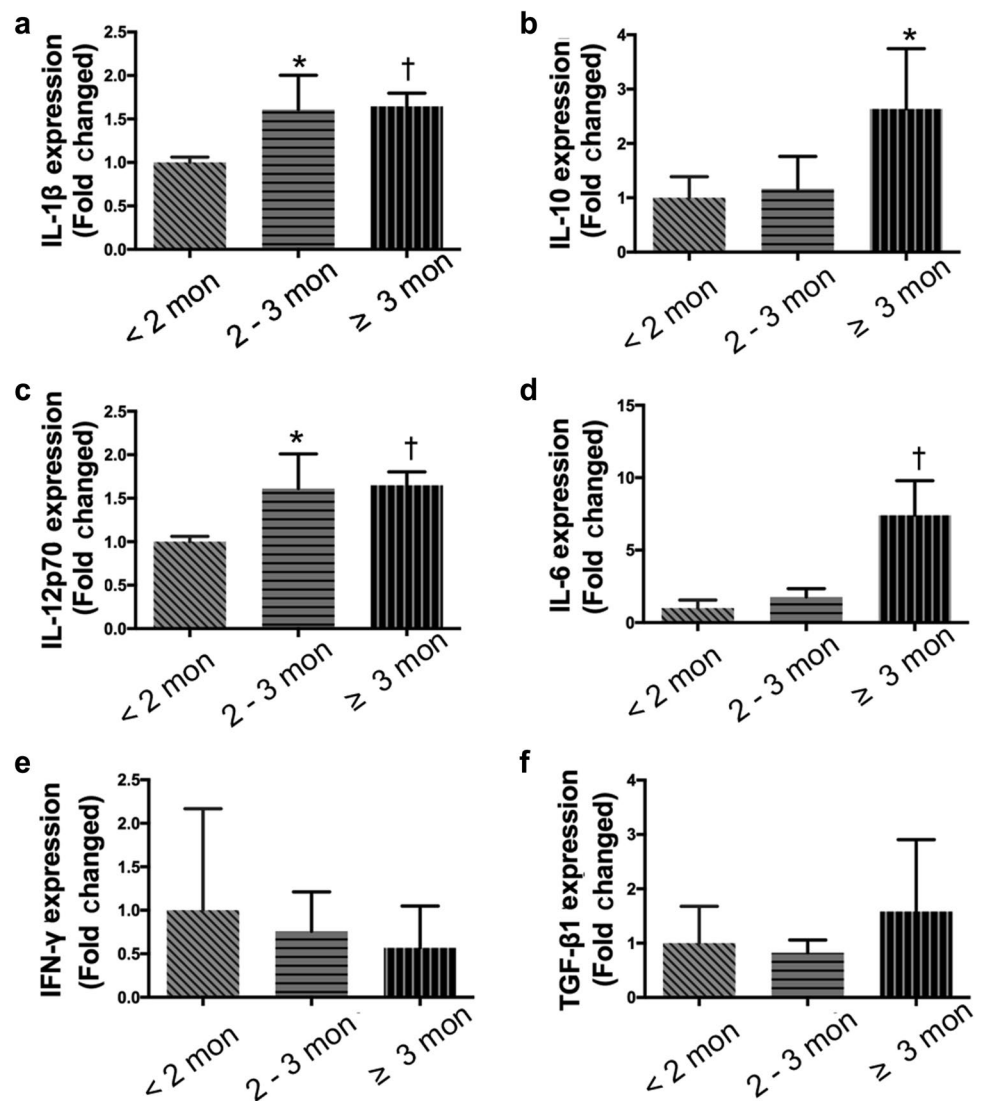 a
IL-1β expression
(Fold changed)
2.5
2.0
1.5
1.0
0.5
0.0
*
†
< 2 mon
2 - 3 mon
≥ 3 mon
b
IL-10 expression
(Fold changed)
4
3
2
1
0
*
< 2 mon
2 - 3 mon
≥ 3 mon
c
IL-12p70 expression
(Fold changed)
2.5
2.0
1.5
1.0
0.5
0.0
*
†
< 2 mon
2 - 3 mon
≥ 3 mon
d
IL-6 expression
(Fold changed)
15
10
5
0
†
< 2 mon
2 - 3 mon
≥ 3 mon
e
IFN-γ expression
(Fold changed)
2.5
2.0
1.5
1.0
0.5
0.0
< 2 mon
2 - 3 mon
≥ 3 mon
f
TGF-β1 expression
(Fold changed)
4
3
2
1
0
< 2 mon
2 - 3 mon
≥ 3 mon